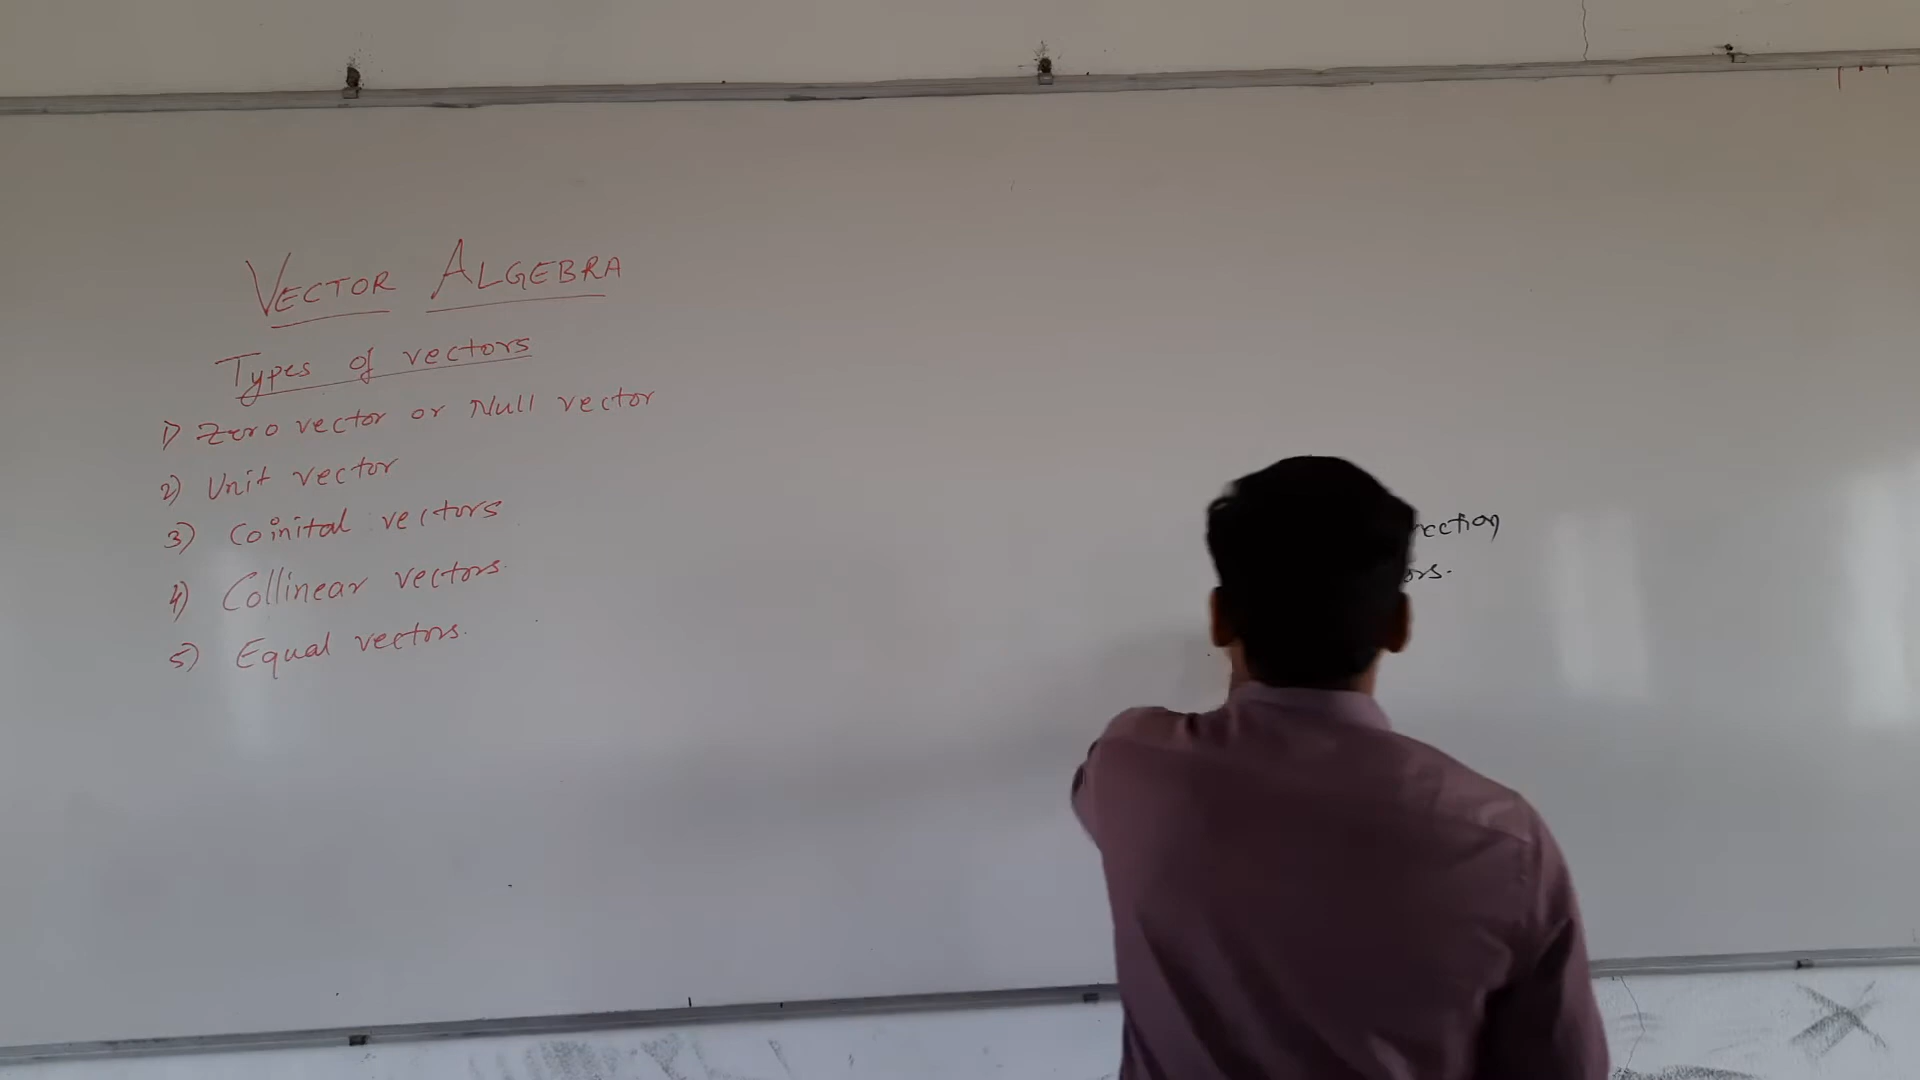 VECTOR ALGEBRA
Types of vectors
1) Zero vector or Null vector
2) Unit vector
3) Coinital vectors
4) Collinear vectors.
5) Equal vectors.